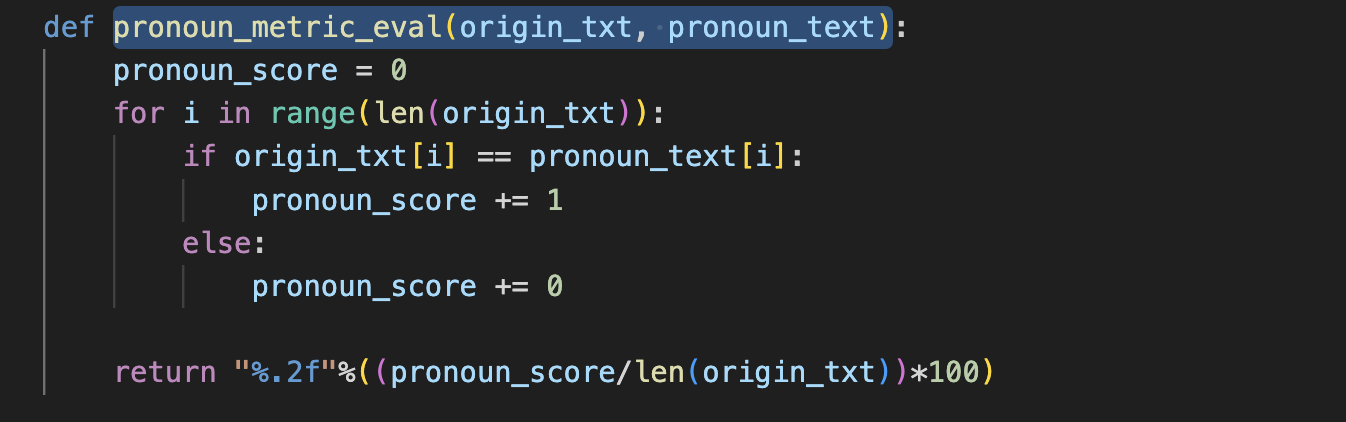 def pronoun_metric_eval(origin_txt, pronoun_text):
    pronoun_score = 0
    for i in range(len(origin_txt)):
        if origin_txt[i] == pronoun_text[i]:
            pronoun_score += 1
        else:
            pronoun_score += 0

    return "%.2f"%((pronoun_score/len(origin_txt))*100)